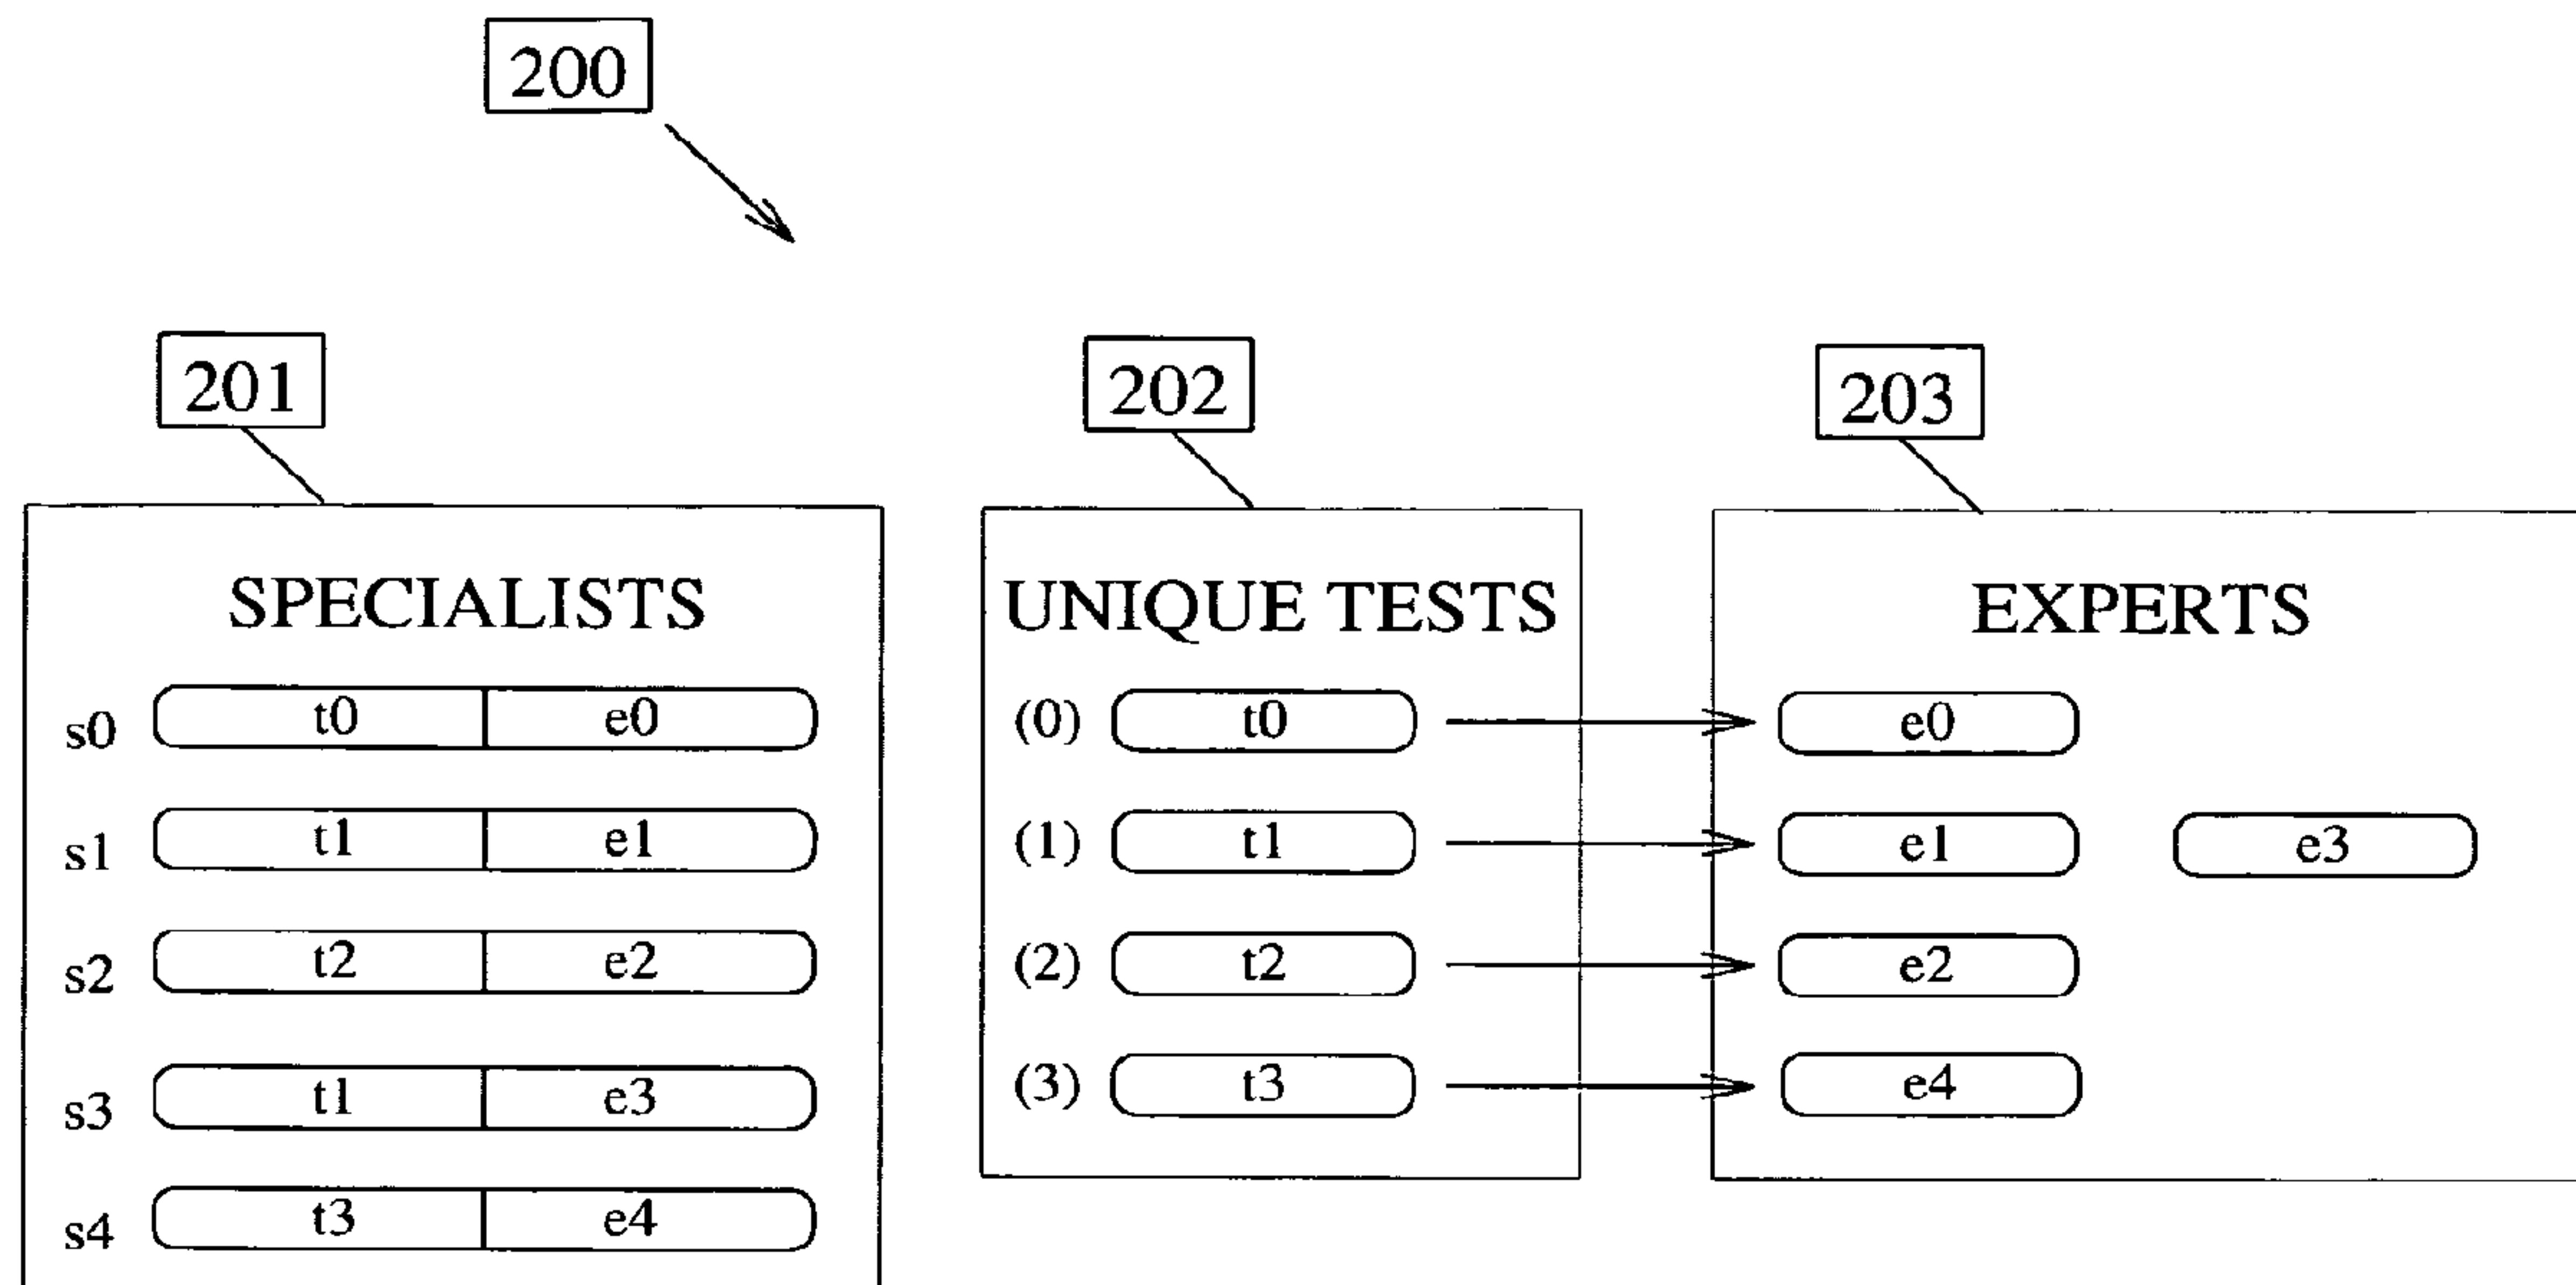 200
201
202
203
SPECIALISTS
s0 t0 e0
s1 t1 e1
s2 t2 e2
s3 t1 e3
s4 t3 e4
UNIQUE TESTS
(0) t0
(1) t1
(2) t2
(3) t3
EXPERTS
e0
e1 e3
e2
e4